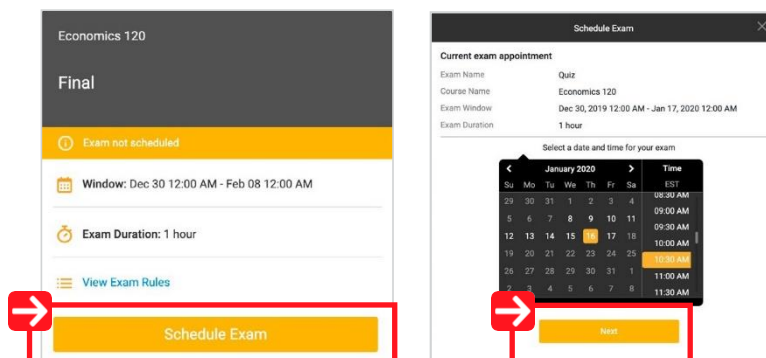 Economics 120
Final
Exam not scheduled
Window: Dec 30 12:00 AM - Feb 08 12:00 AM
Exam Duration: 1 hour
View Exam Rules
Schedule Exam
Schedule Exam
Current exam appointment
Exam Name Quiz
Course Name Economics 120
Exam Window Dec 30, 2019 12:00 AM - Jan 17, 2020 12:00 AM
Exam Duration 1 hour
Select a date and time for your exam
January 2020
Su Mo Tu We Th Fr Sa
29 30 31 1 2 3 4
5 6 7 8 9 10 11
12 13 14 15 16 17 18
19 20 21 22 23 24 25
26 27 28 29 30 31 1
2 3 4 5 6 7 8
Time
EST
08:30 AM
09:00 AM
09:30 AM
10:00 AM
10:30 AM
11:00 AM
11:30 AM
Next